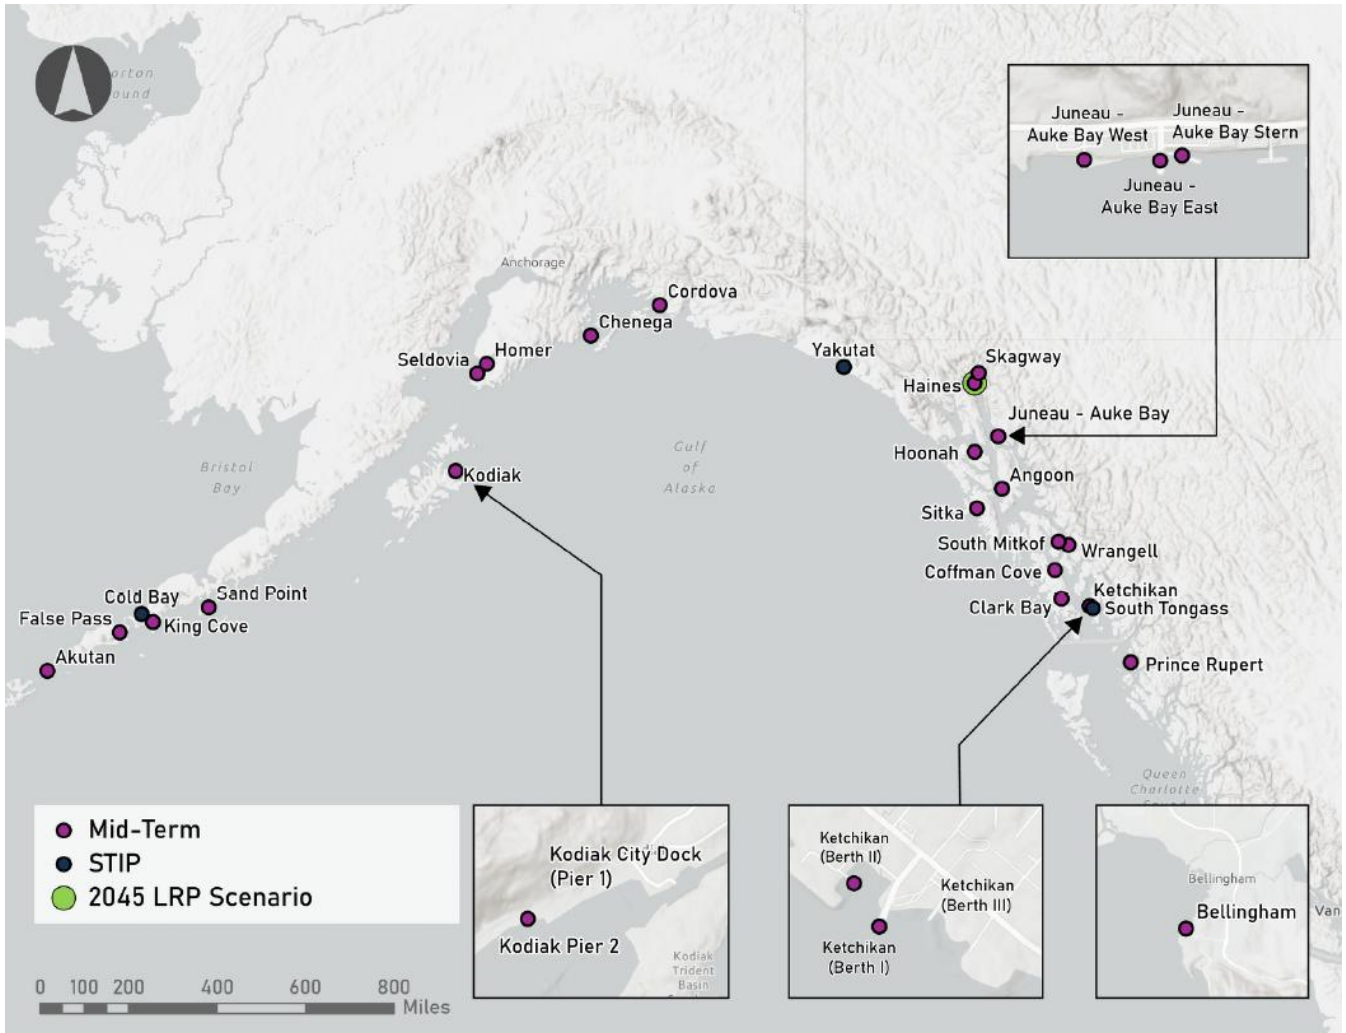 orton
ound
Juneau -
Auke Bay West
Juneau -
Auke Bay Stern
Juneau -
Auke Bay East
Anchorage
Cordova
Chenega
Homer
Seldovia
Yakutat
Skagway
Haines
Juneau - Auke Bay
Hoonah
Gulf
of
Alaska
Bristol
Bay
Kodiak
Angoon
Sitka
South Mitkof
Wrangell
Coffman Cove
Ketchikan
South Tongass
Clark Bay
Cold Bay
Sand Point
False Pass
King Cove
Akutan
Prince Rupert
Queen
Charlotte
Mid-Term
STIP
2045 LRP Scenario
0 100 200 400 600 800
Miles
Kodiak City Dock
(Pier 1)
Kodiak Pier 2
Kodiak
Trident
Basin
Ketchikan
(Berth II)
Ketchikan
(Berth III)
Ketchikan
(Berth I)
Bellingham
Bellingham
Van